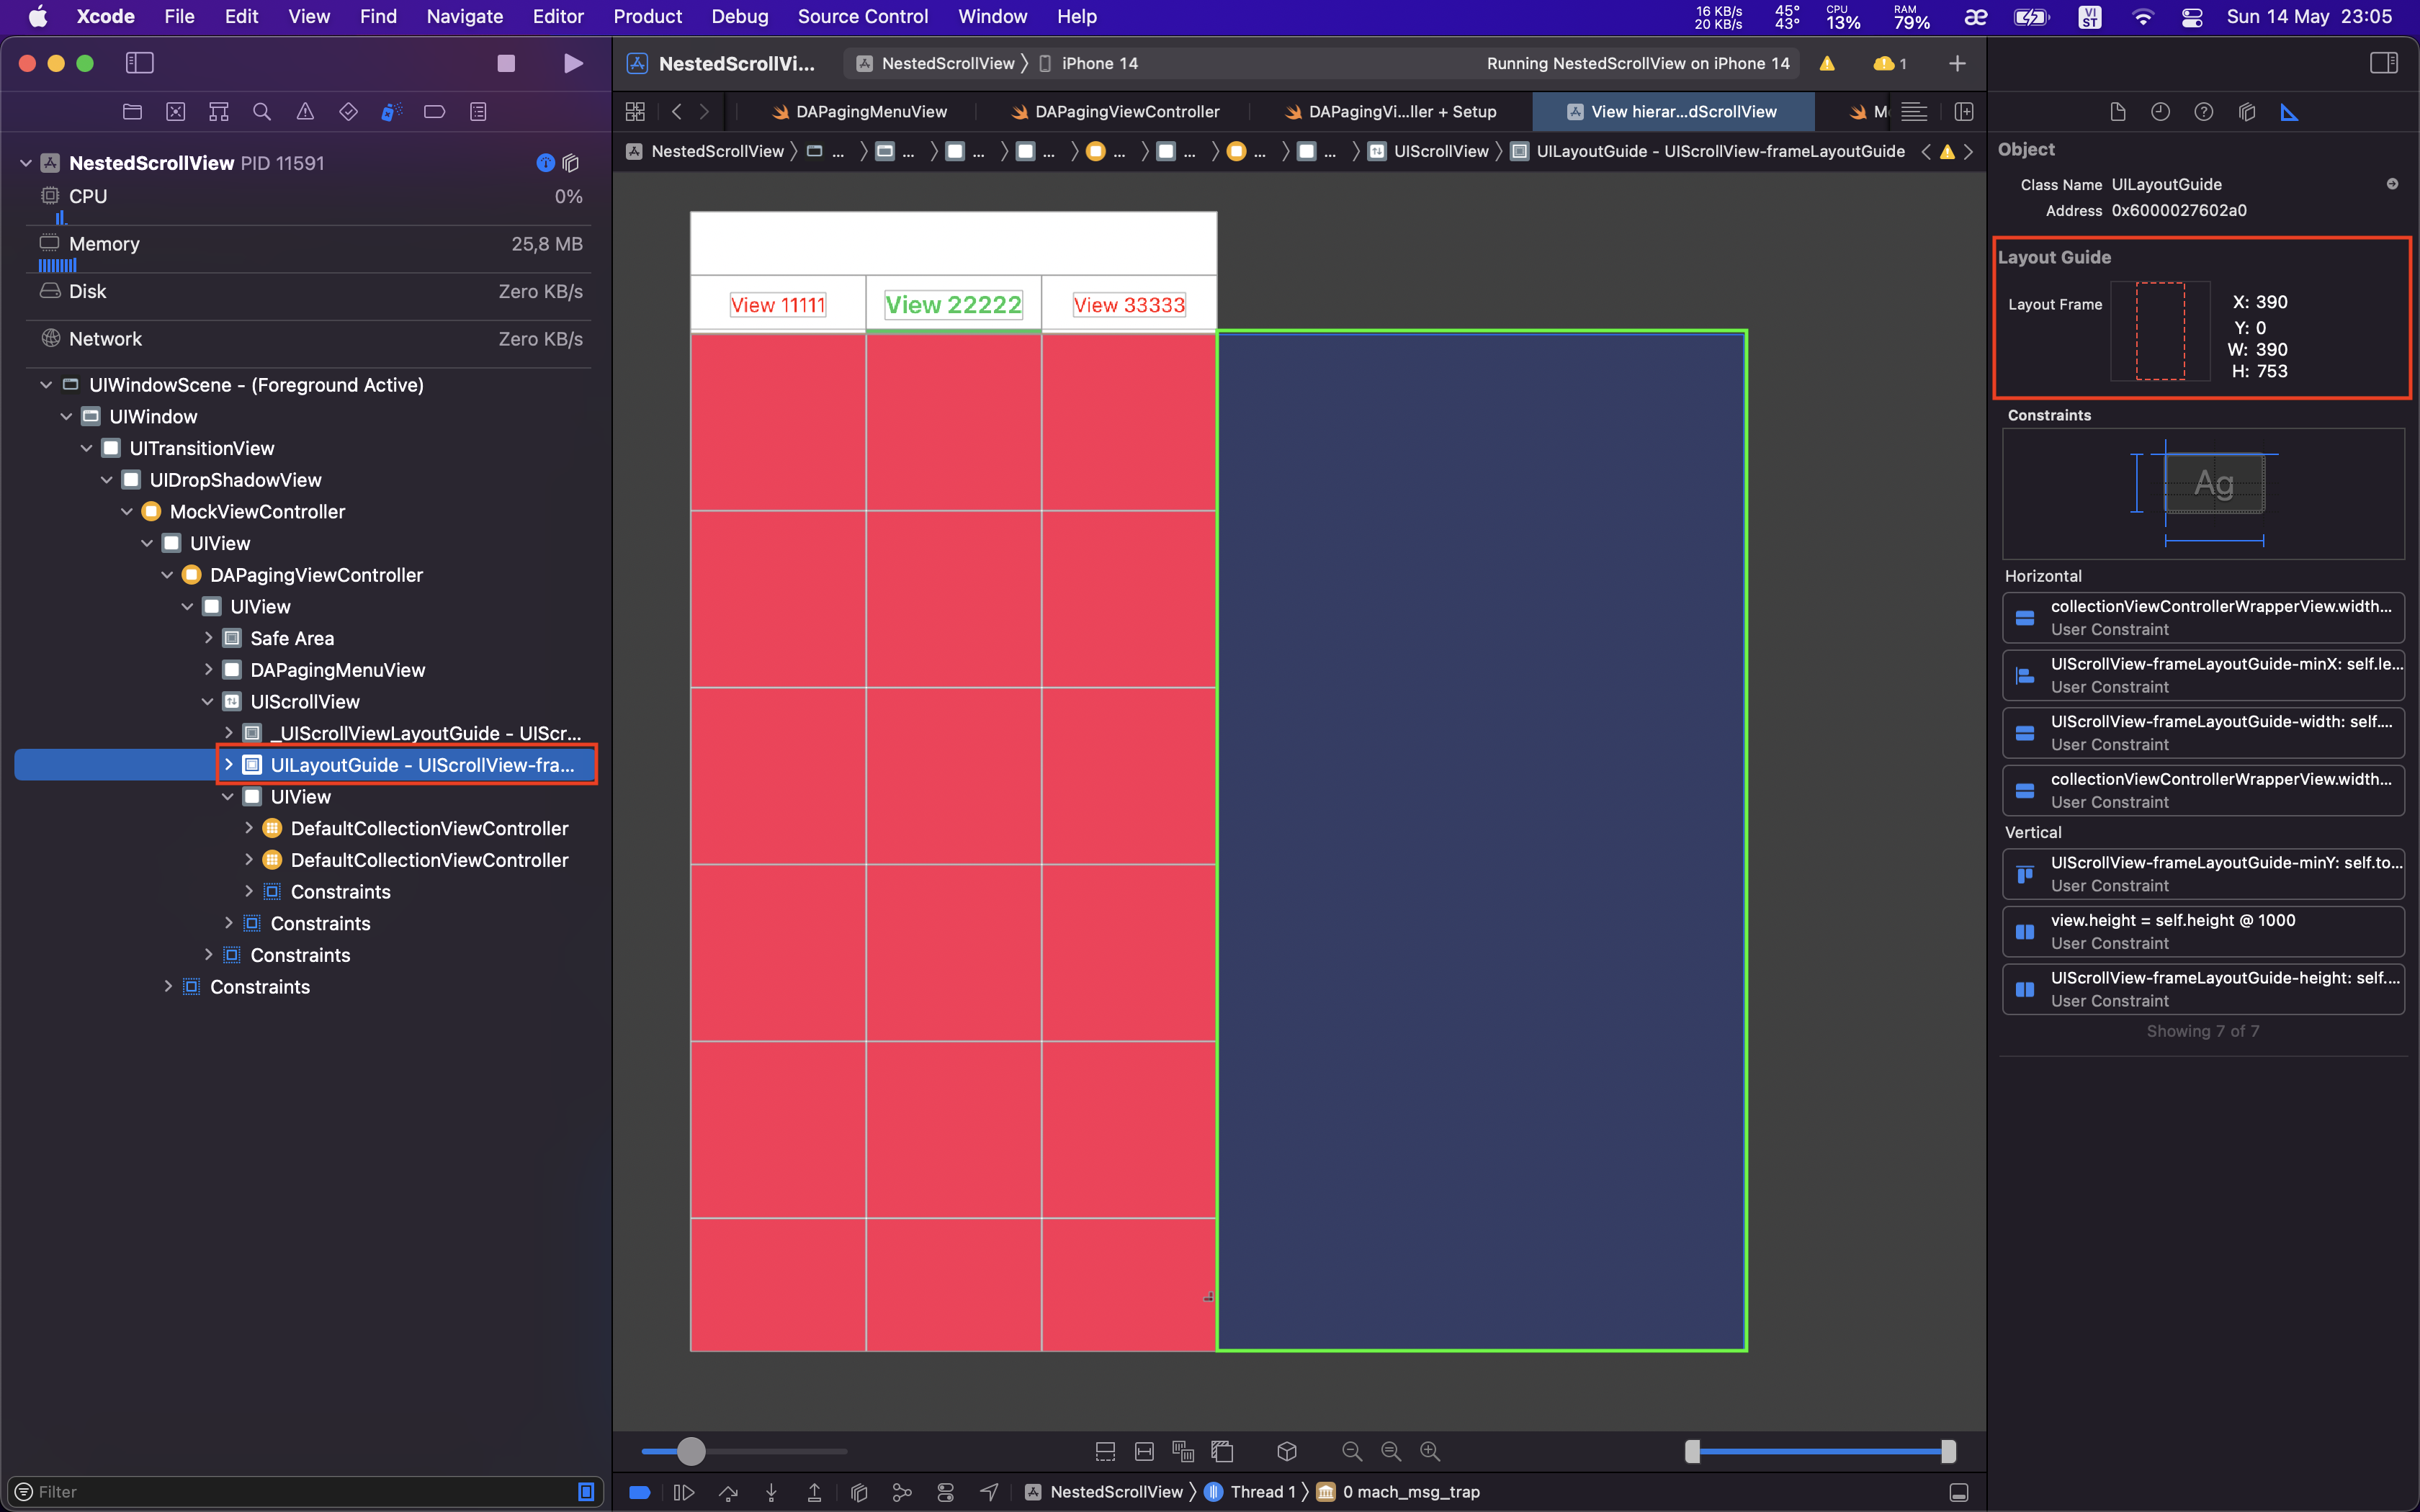 Xcode File Edit View Find Navigate Editor Product Debug Source Control Window Help
16 KB/s 45° CPU RAM VI
20 KB/s 43° 13% 79% æ ST Sun 14 May 23:05
NestedScrollVi... NestedScrollView iPhone 14 Running NestedScrollView on iPhone 14 1
DAPagingMenuView DAPagingViewController DAPagingVi...ller + Setup View hierar...dScrollView
NestedScrollView ... ... ... ... ... ... ... ... UIScrollView UILayoutGuide - UIScrollView-frameLayoutGuide
NestedScrollView PID 11591
CPU 0%
Memory 25,8 MB
Disk Zero KB/s
Network Zero KB/s
UIWindowScene - (Foreground Active)
UIWindow
UITransitionView
UIDropShadowView
MockViewController
UIView
DAPagingViewController
UIView
Safe Area
DAPagingMenuView
UIScrollView
_UIScrollViewLayoutGuide - UIScr...
UILayoutGuide - UIScrollView-fra...
UIView
DefaultCollectionViewController
DefaultCollectionViewController
Constraints
Constraints
Constraints
Constraints
Filter
View 11111 View 22222 View 33333
NestedScrollView Thread 1 0 mach_msg_trap
Object
Class Name UILayoutGuide
Address 0x6000027602a0
Layout Guide
Layout Frame X: 390
Y: 0
W: 390
H: 753
Constraints
Ag
Horizontal
collectionViewControllerWrapperView.width...
User Constraint
UIScrollView-frameLayoutGuide-minX: self.le...
User Constraint
UIScrollView-frameLayoutGuide-width: self....
User Constraint
collectionViewControllerWrapperView.width...
User Constraint
Vertical
UIScrollView-frameLayoutGuide-minY: self.to...
User Constraint
view.height = self.height @ 1000
User Constraint
UIScrollView-frameLayoutGuide-height: self....
User Constraint
Showing 7 of 7